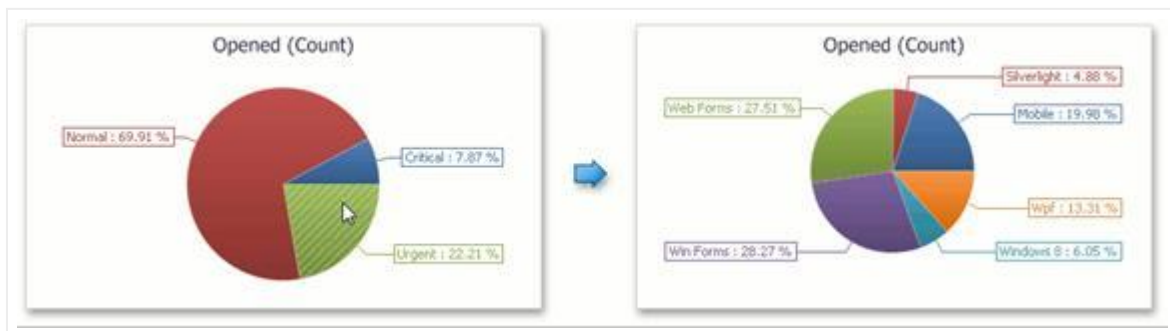 Opened (Count)
Normal : 69.91 %
Critical : 7.87 %
Urgent : 22.21 %
Opened (Count)
Silverlight : 4.88 %
Web Forms : 27.51 %
Mobile : 19.98 %
Wpf : 13.31 %
Win Forms : 28.27 %
Windows 8 : 6.05 %